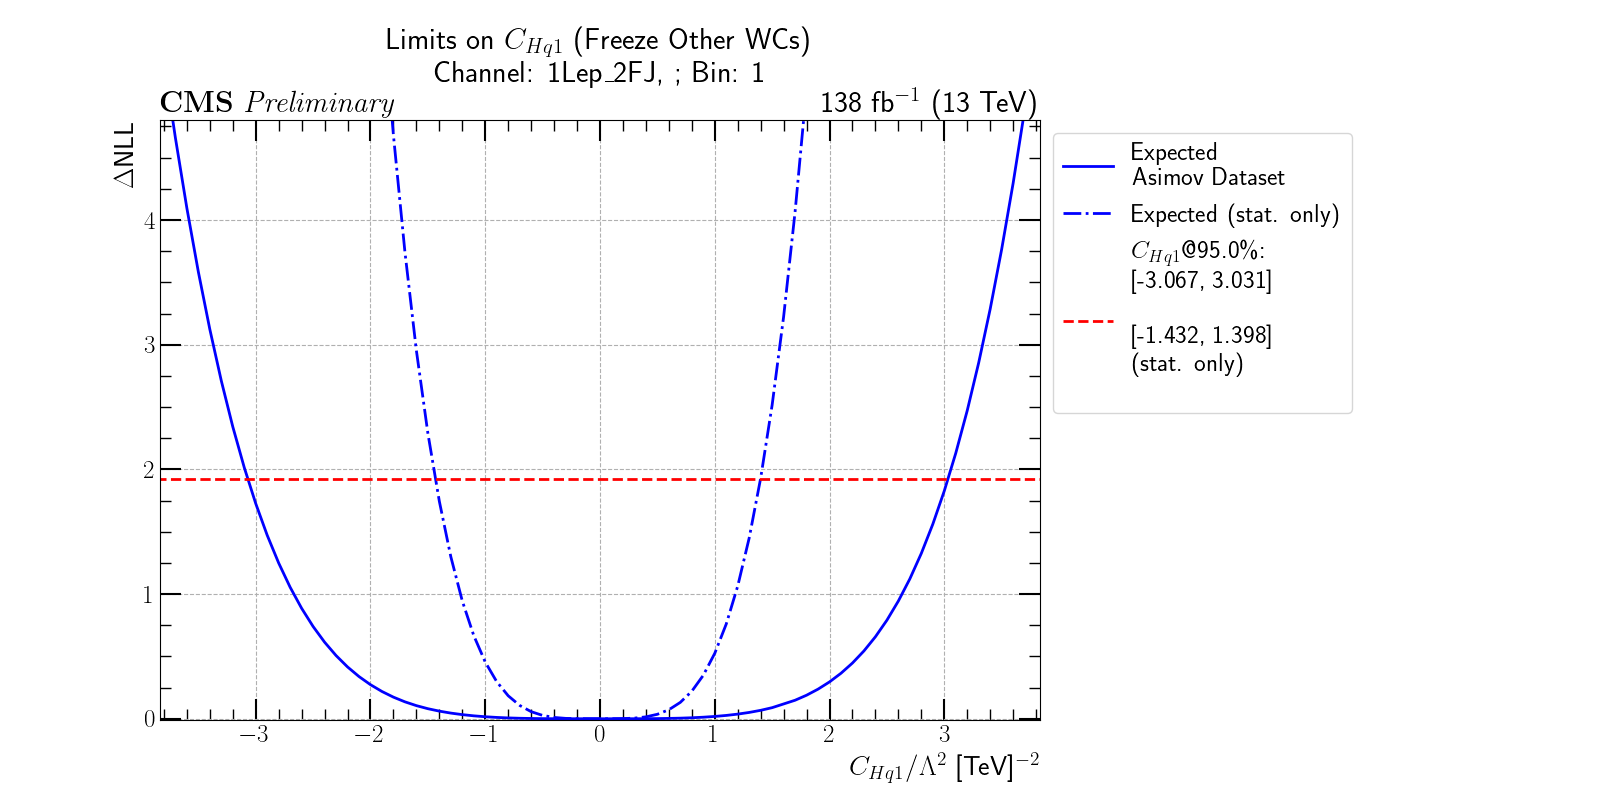 Limits on C_{Hq1} (Freeze Other WCs)
Channel: 1Lep_2FJ, ; Bin: 1
CMS Preliminary
138 fb^{-1} (13 TeV)
ΔNLL
4
3
2
1
0
−3
−2
−1
0
1
2
3
C_{Hq1}/Λ^2 [TeV]^{-2}
Expected
Asimov Dataset
Expected (stat. only)
C_{Hq1}@95.0%:
[-3.067, 3.031]
[-1.432, 1.398]
(stat. only)